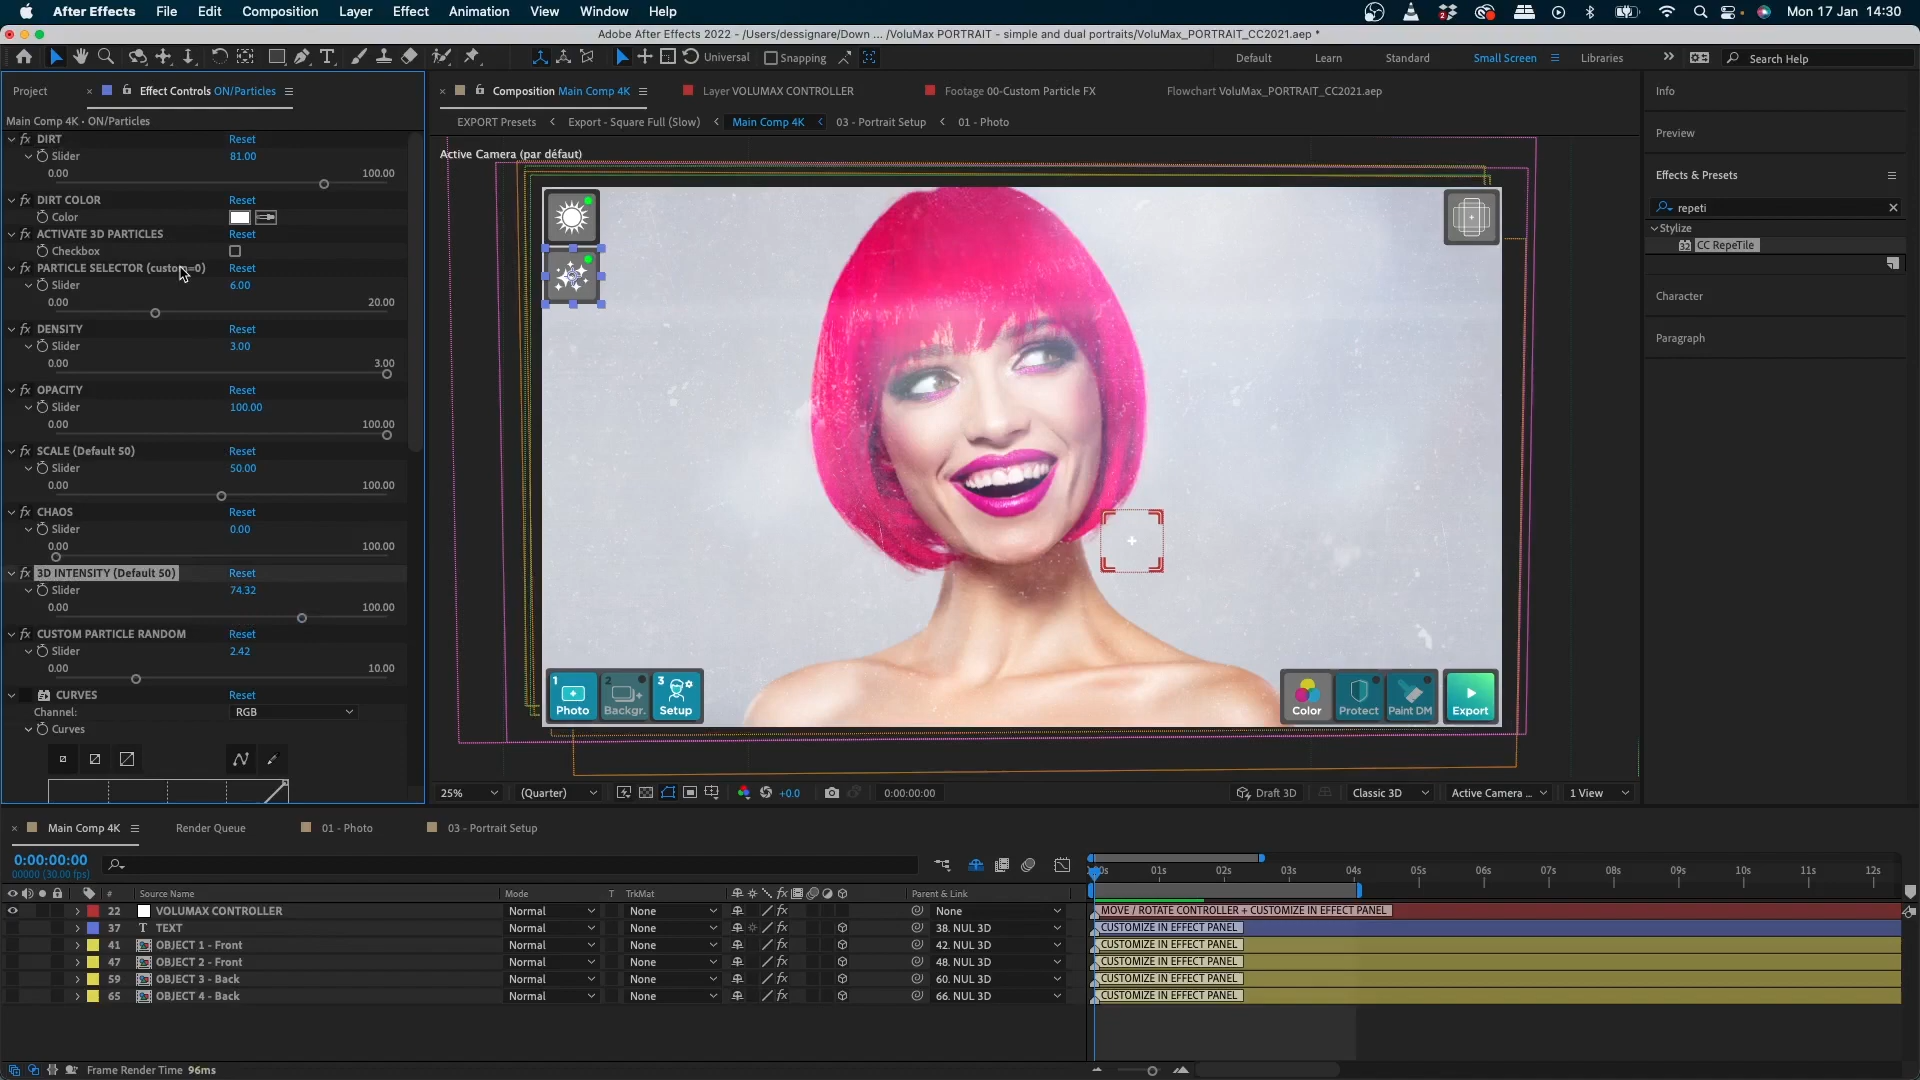 After Effects File Edit Composition Layer Effect Animation View Window Help Mon 17 Jan 14:30
Adobe After Effects 2022 - /Users/dessignare/Down ... /VoluMax PORTRAIT - simple and dual portraits/VoluMax_PORTRAIT_CC2021.aep *
Universal Snapping Default Learn Standard Small Screen Libraries Search Help
Project Effect Controls ON/Particles
Composition Main Comp 4K Layer VOLUMAX CONTROLLER Footage 00-Custom Particle FX Flowchart VoluMax_PORTRAIT_CC2021.aep
Main Comp 4K • ON/Particles
EXPORT Presets Export - Square Full (Slow) Main Comp 4K 03 - Portrait Setup 01 - Photo
Active Camera (par défaut)
DIRT Reset
Slider 81.00
0.00 100.00
DIRT COLOR Reset
Color
ACTIVATE 3D PARTICLES Reset
Checkbox
PARTICLE SELECTOR (custom=0) Reset
Slider 6.00
0.00 20.00
DENSITY Reset
Slider 3.00
0.00 3.00
OPACITY Reset
Slider 100.00
0.00 100.00
SCALE (Default 50) Reset
Slider 50.00
0.00 100.00
CHAOS Reset
Slider 0.00
0.00 100.00
3D INTENSITY (Default 50) Reset
Slider 74.32
0.00 100.00
CUSTOM PARTICLE RANDOM Reset
Slider 2.42
0.00 10.00
CURVES Reset
Channel: RGB
Curves
1 Photo
2 Backgr.
3 Setup
Color Protect Paint DM Export
25% (Quarter) +0.0 0:00:00:00 Draft 3D Classic 3D Active Camera ... 1 View
Info
Preview
Effects & Presets
repeti
Stylize
32 CC RepeTile
Character
Paragraph
Main Comp 4K Render Queue 01 - Photo 03 - Portrait Setup
0:00:00:00
00000 (30.00 fps)
:00s 01s 02s 03s 04s 05s 06s 07s 08s 09s 10s 11s 12s
# Source Name Mode T TrkMat Parent & Link
22 VOLUMAX CONTROLLER Normal None None MOVE / ROTATE CONTROLLER + CUSTOMIZE IN EFFECT PANEL
37 T TEXT Normal None 38. NUL 3D CUSTOMIZE IN EFFECT PANEL
41 OBJECT 1 - Front Normal None 42. NUL 3D CUSTOMIZE IN EFFECT PANEL
47 OBJECT 2 - Front Normal None 48. NUL 3D CUSTOMIZE IN EFFECT PANEL
59 OBJECT 3 - Back Normal None 60. NUL 3D CUSTOMIZE IN EFFECT PANEL
65 OBJECT 4 - Back Normal None 66. NUL 3D CUSTOMIZE IN EFFECT PANEL
Frame Render Time 96ms